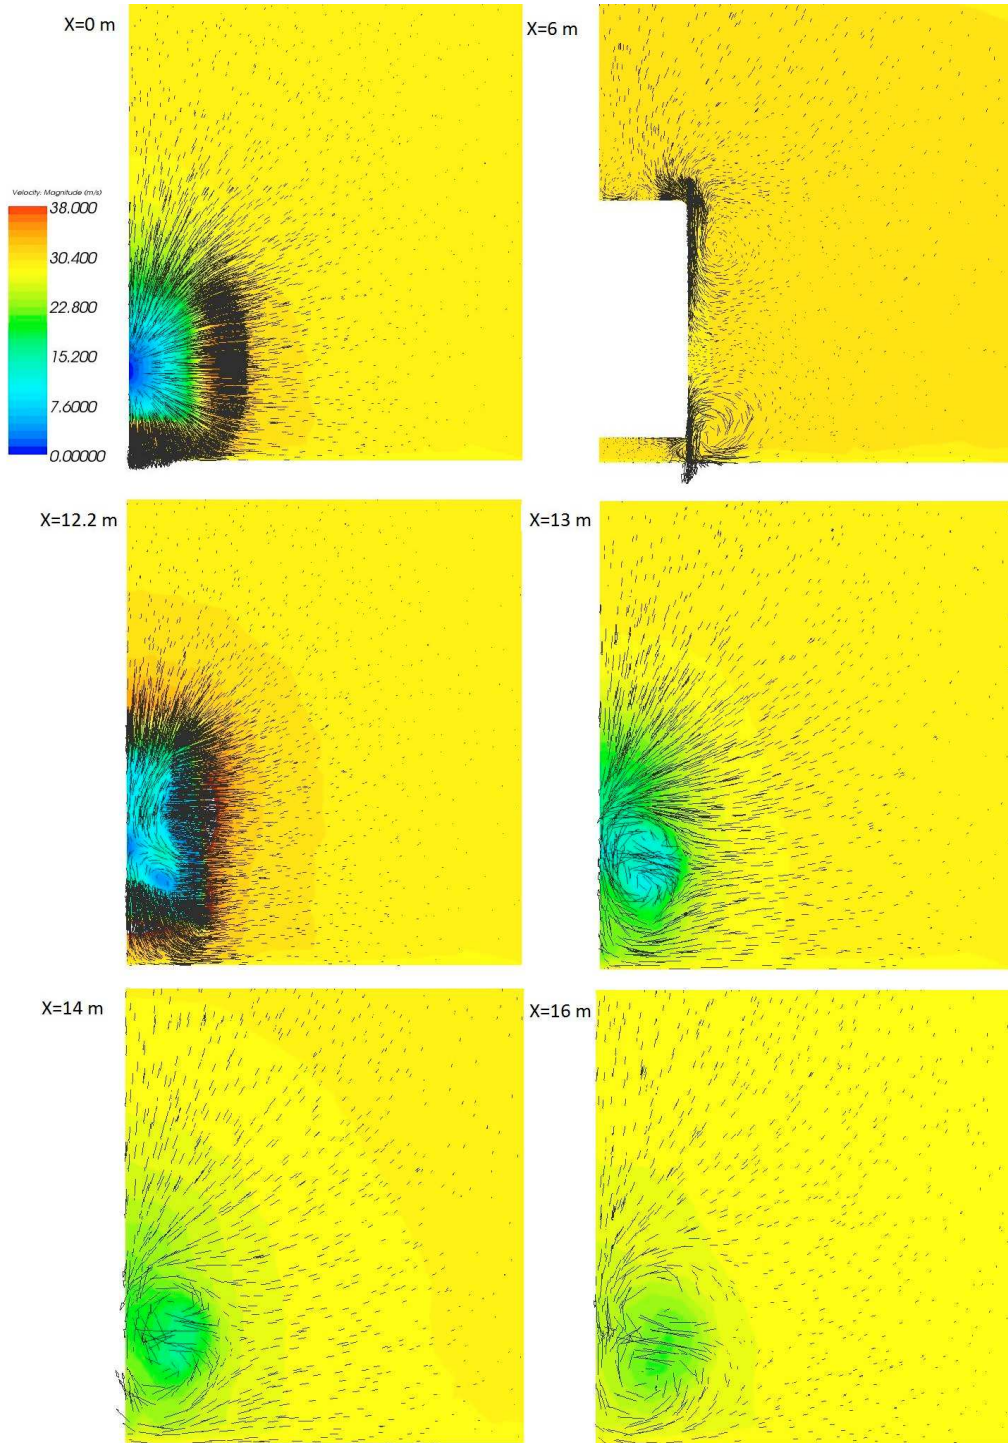 X=0 m
X=6 m
Velocity: Magnitude (m/s)
38.000
30.400
22.800
15.200
7.6000
0.00000
X=12.2 m
X=13 m
X=14 m
X=16 m